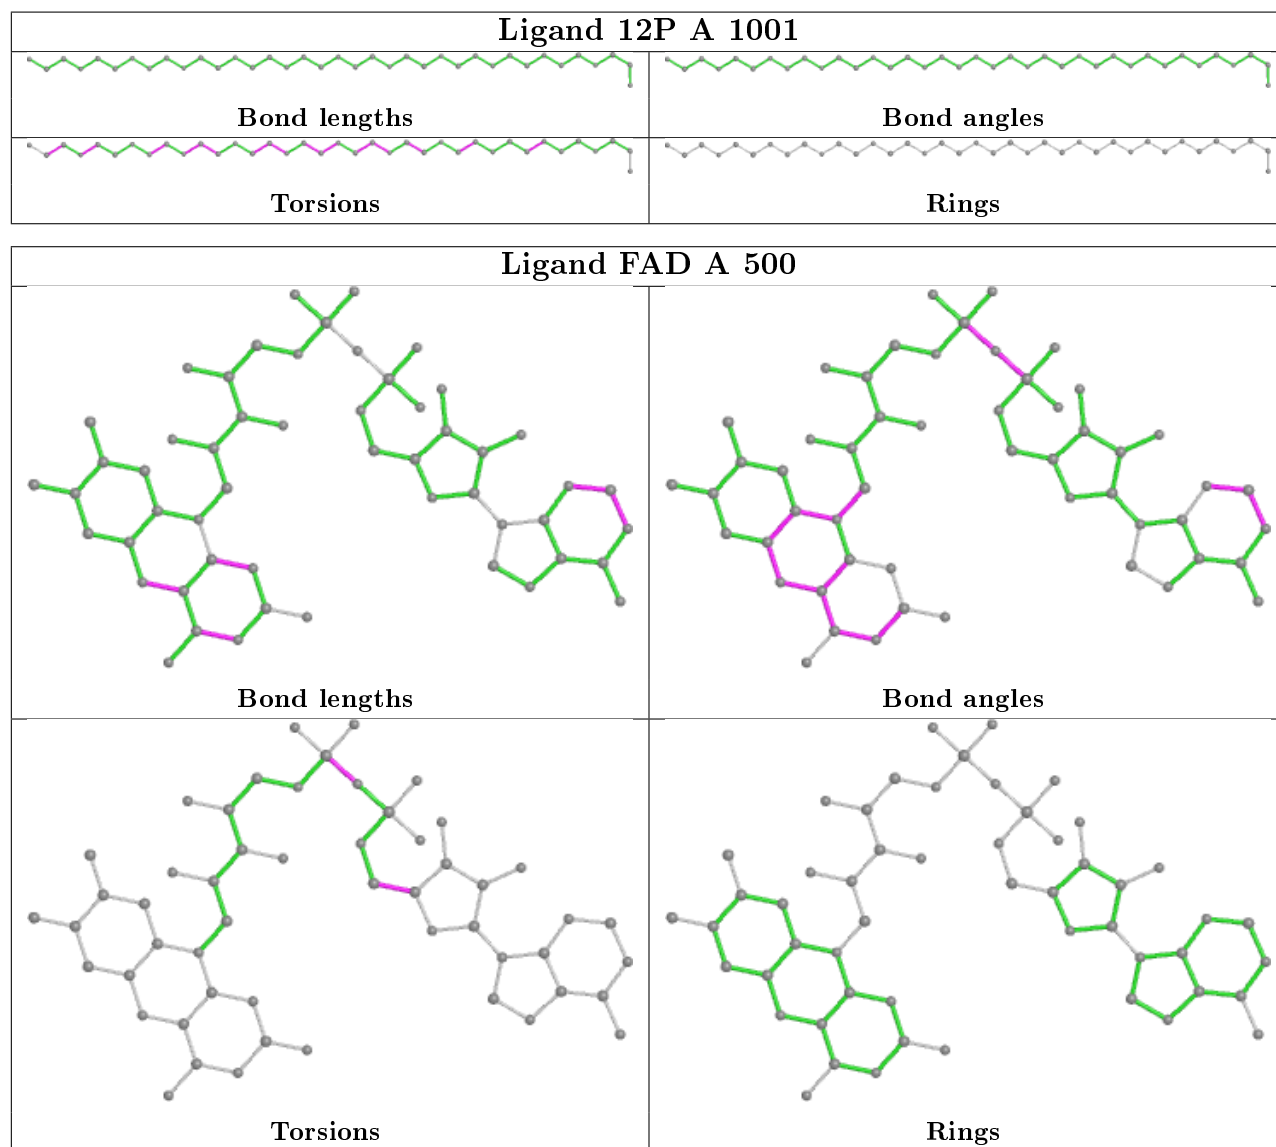 Ligand 12P A 1001
Bond lengths
Bond angles
Torsions
Rings
Ligand FAD A 500
Bond lengths
Bond angles
Torsions
Rings